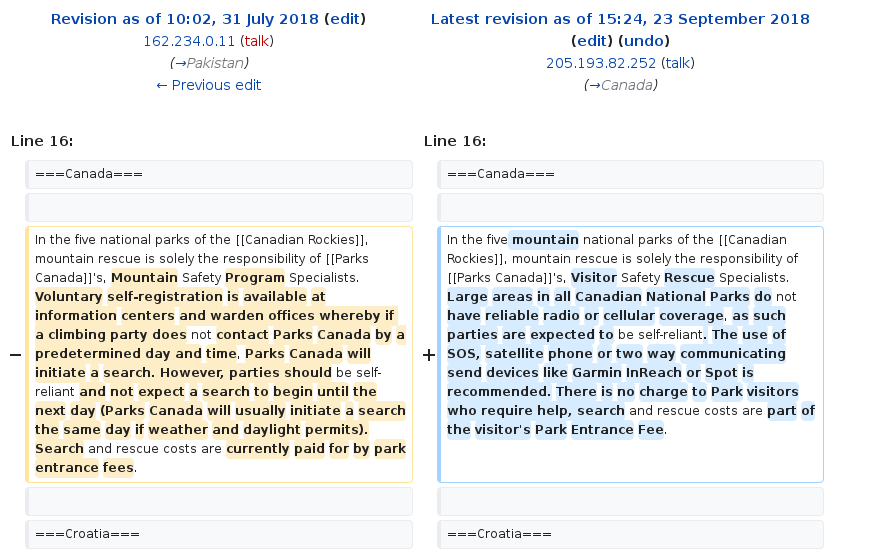 Revision as of 10:02, 31 July 2018 (edit)
162.234.0.11 (talk)
(→Pakistan)
← Previous edit
Latest revision as of 15:24, 23 September 2018
(edit) (undo)
205.193.82.252 (talk)
(→Canada)
Line 16:
Line 16:
===Canada===
===Canada===
−
In the five national parks of the [[Canadian Rockies]],
mountain rescue is solely the responsibility of [[Parks
Canada]]'s, Mountain Safety Program Specialists.
Voluntary self-registration is available at
information centers and warden offices whereby if
a climbing party does not contact Parks Canada by a
predetermined day and time, Parks Canada will
initiate a search. However, parties should be self-
reliant and not expect a search to begin until the
next day (Parks Canada will usually initiate a search
the same day if weather and daylight permits).
Search and rescue costs are currently paid for by park
entrance fees.
+
In the five mountain national parks of the [[Canadian
Rockies]], mountain rescue is solely the responsibility of
[[Parks Canada]]'s, Visitor Safety Rescue Specialists.
Large areas in all Canadian National Parks do not
have reliable radio or cellular coverage, as such
parties are expected to be self-reliant. The use of
SOS, satellite phone or two way communicating
send devices like Garmin InReach or Spot is
recommended. There is no charge to Park visitors
who require help, search and rescue costs are part of
the visitor's Park Entrance Fee.
===Croatia===
===Croatia===